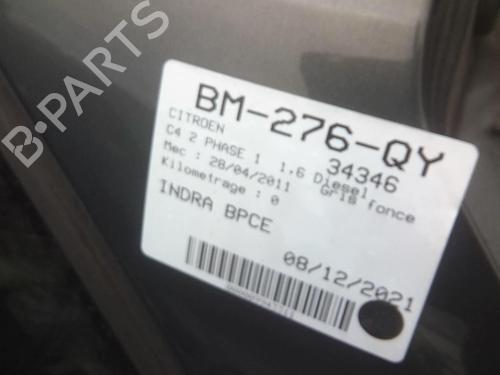 B-PARTS
BM-276-QY
CITROEN 34346
C4 2 PHASE 1 1.6 Diesel
Mec : 28/04/2011 Gris fonce
Kilometrage : 0
INDRA BPCE
08/12/2021